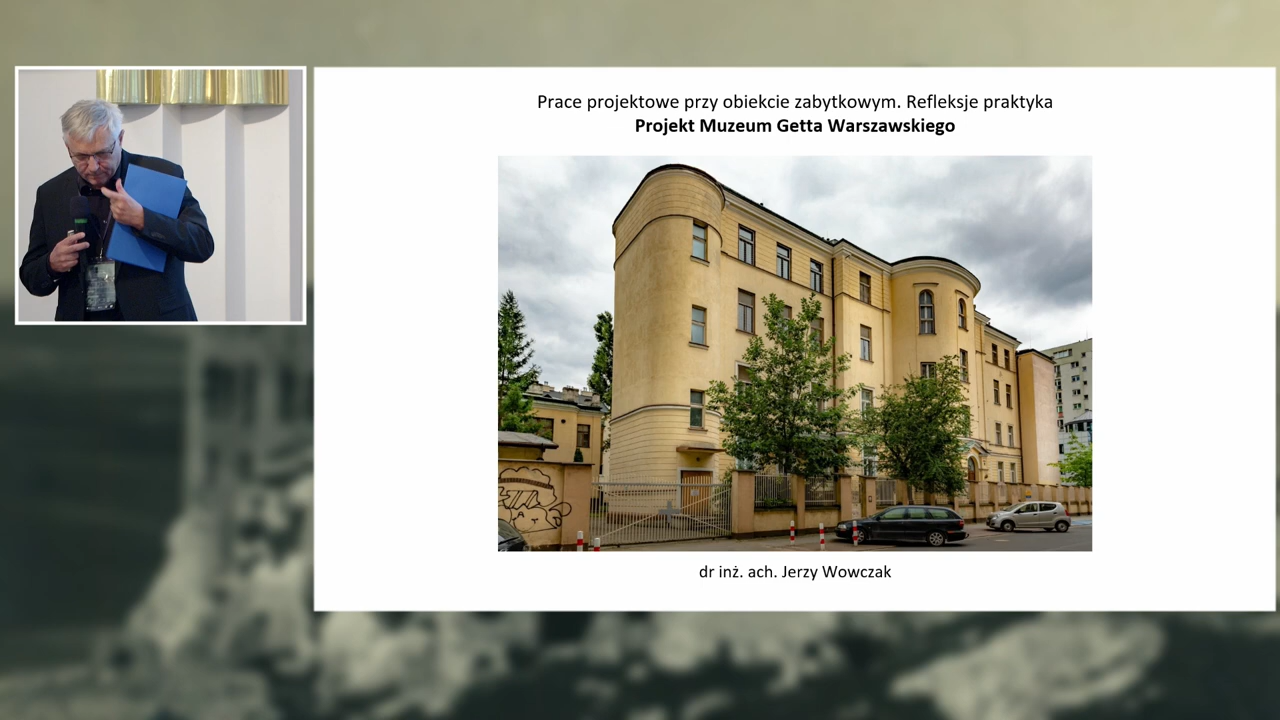 Prace projektowe przy obiekcie zabytkowym. Refleksje praktyka
Projekt Muzeum Getta Warszawskiego
dr inż. ach. Jerzy Wowczak